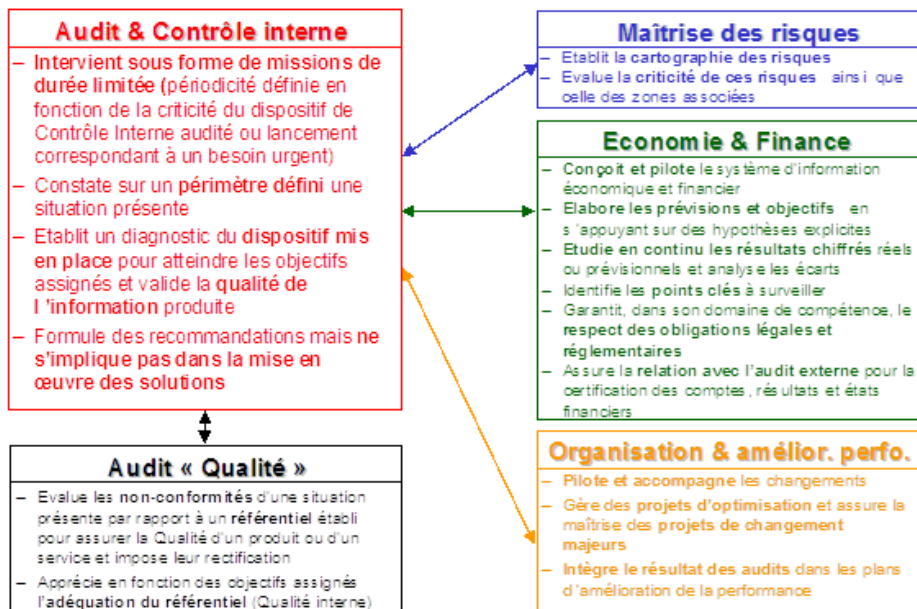 Audit & Contrôle interne
– Intervient sous forme de missions de
durée limitée (périodicité définie en
fonction de la criticité du dispositif de
Contrôle Interne audité ou lancement
correspondant à un besoin urgent)
– Constate sur un périmètre défini une
situation présente
– Etablit un diagnostic du dispositif mis
en place pour atteindre les objectifs
assignés et valide la qualité de
l 'information produite
– Formule des recommandations mais ne
s'implique pas dans la mise en
œuvre des solutions
Audit « Qualité »
– Evalue les non-conformités d'une situation
présente par rapport à un référentiel établi
pour assurer la Qualité d'un produit ou d'un
service et impose leur rectification
– Apprécie en fonction des objectifs assignés
l'adéquation du référentiel (Qualité interne)
Maîtrise des risques
– Etablit la cartographie des risques
– Evalue la criticité de ces risques ainsi que
celle des zones associées
Economie & Finance
– Conçoit et pilote le système d'information
économique et financier
– Elabore les prévisions et objectifs en
s 'appuyant sur des hypothèses explicites
– Etudie en continu les résultats chiffrés réels
ou prévisionnels et analyse les écarts
– Identifie les points clés à surveiller
– Garantit, dans son domaine de compétence, le
respect des obligations légales et
réglementaires
– Assure la relation avec l'audit externe pour la
certification des comptes, résultats et états
financiers
Organisation & amélior. perfo.
– Pilote et accompagne les changements
– Gère des projets d'optimisation et assure la
maîtrise des projets de changement
majeurs
– Intègre le résultat des audits dans les plans
d'amélioration de la performance